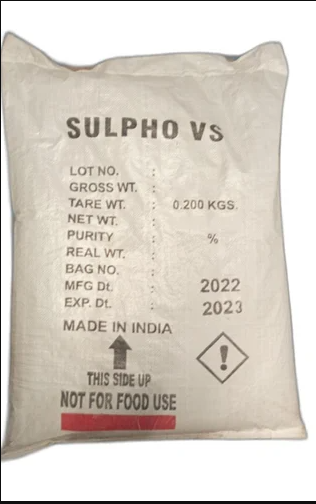 SULPHO VS
LOT NO. :
GROSS WT. :
TARE WT. : 0.200 KGS.
NET WT. :
PURITY : %
REAL WT. :
BAG NO. :
MFG Dt. : 2022
EXP. Dt. : 2023
MADE IN INDIA
!
THIS SIDE UP
NOT FOR FOOD USE